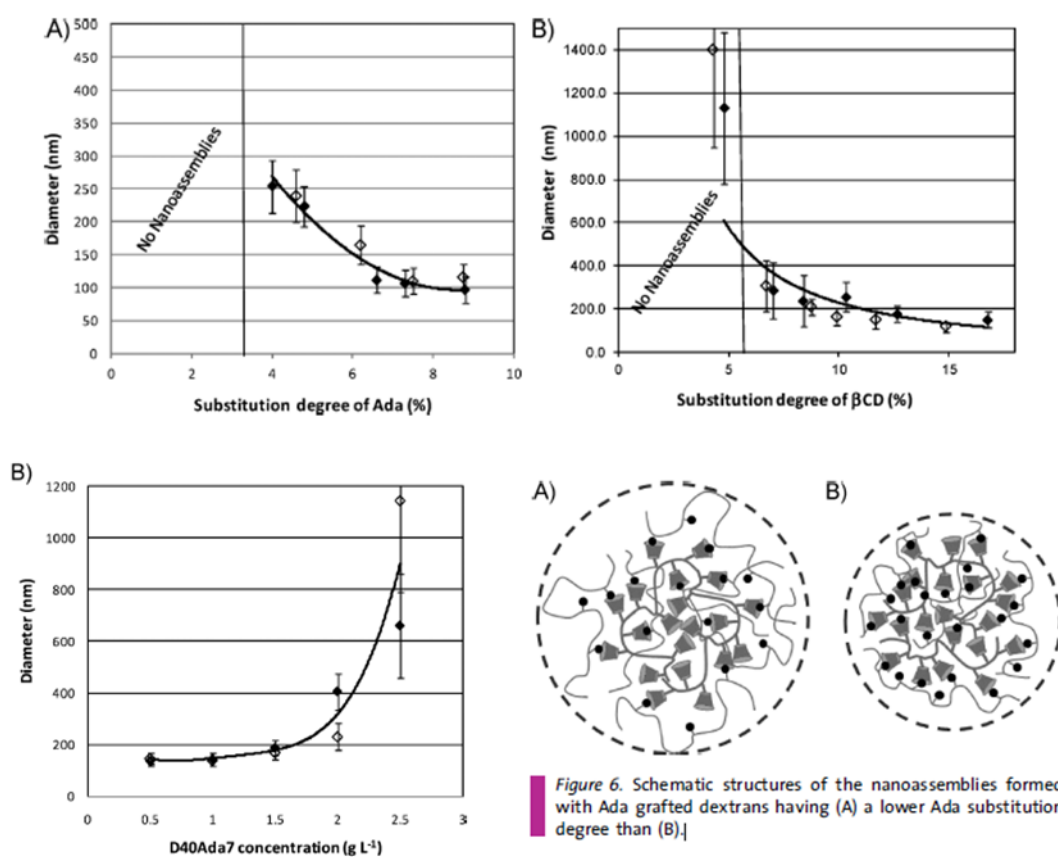 A)
500
450
400
350
300
250
200
150
100
50
0
Diameter (nm)
No Nanoassemblies
0 2 4 6 8 10
Substitution degree of Ada (%)
B)
1400.0
1200.0
1000.0
800.0
600.0
400.0
200.0
0.0
Diameter (nm)
No Nanoassemblies
0 5 10 15
Substitution degree of βCD (%)
B)
1200
1000
800
600
400
200
0
Diameter (nm)
0 0.5 1 1.5 2 2.5 3
D40Ada7 concentration (g L⁻¹)
A)
B)
Figure 6. Schematic structures of the nanoassemblies formed
with Ada grafted dextrans having (A) a lower Ada substitution
degree than (B).